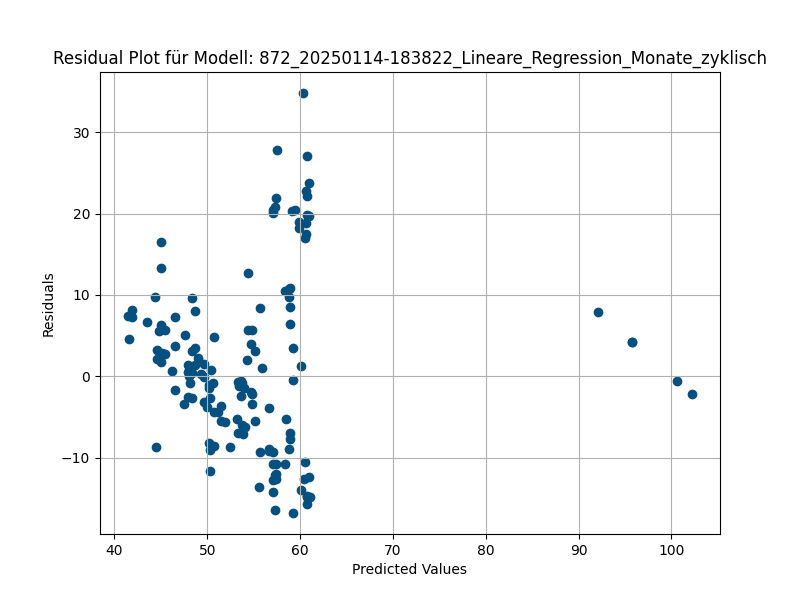 Residual Plot für Modell: 872_20250114-183822_Lineare_Regression_Monate_zyklisch
30
20
10
0
−10
Residuals
40 50 60 70 80 90 100
Predicted Values